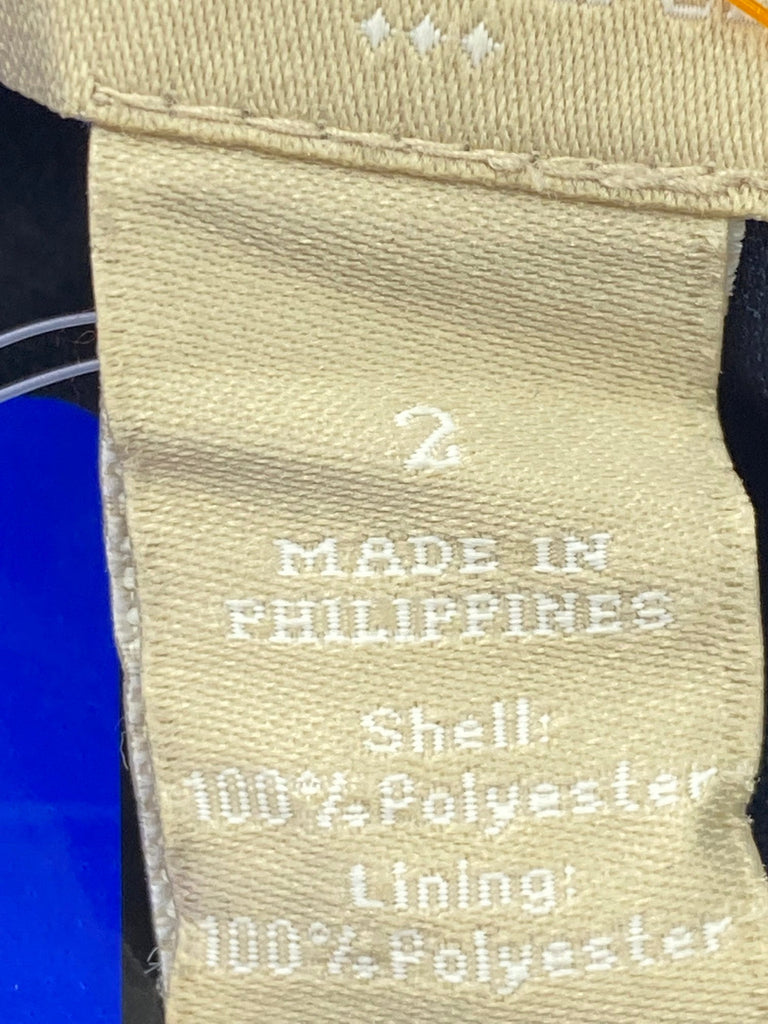 2
MADE IN
PHILIPPINES
Shell:
100% Polyester
Lining:
100% Polyester